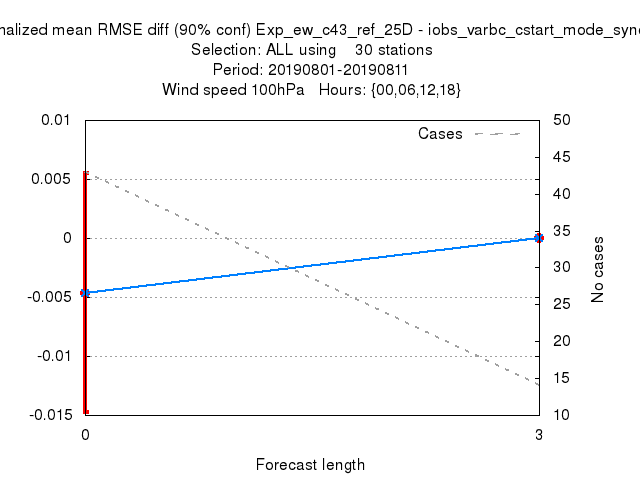 nalized mean RMSE diff (90% conf) Exp_ew_c43_ref_25D - iobs_varbc_cstart_mode_syn
Selection: ALL using 30 stations
Period: 20190801-20190811
Wind speed 100hPa Hours: {00,06,12,18}
Cases
0.01
0.005
0
-0.005
-0.01
-0.015
50
45
40
35
30
25
20
15
10
No cases
0
3
Forecast length